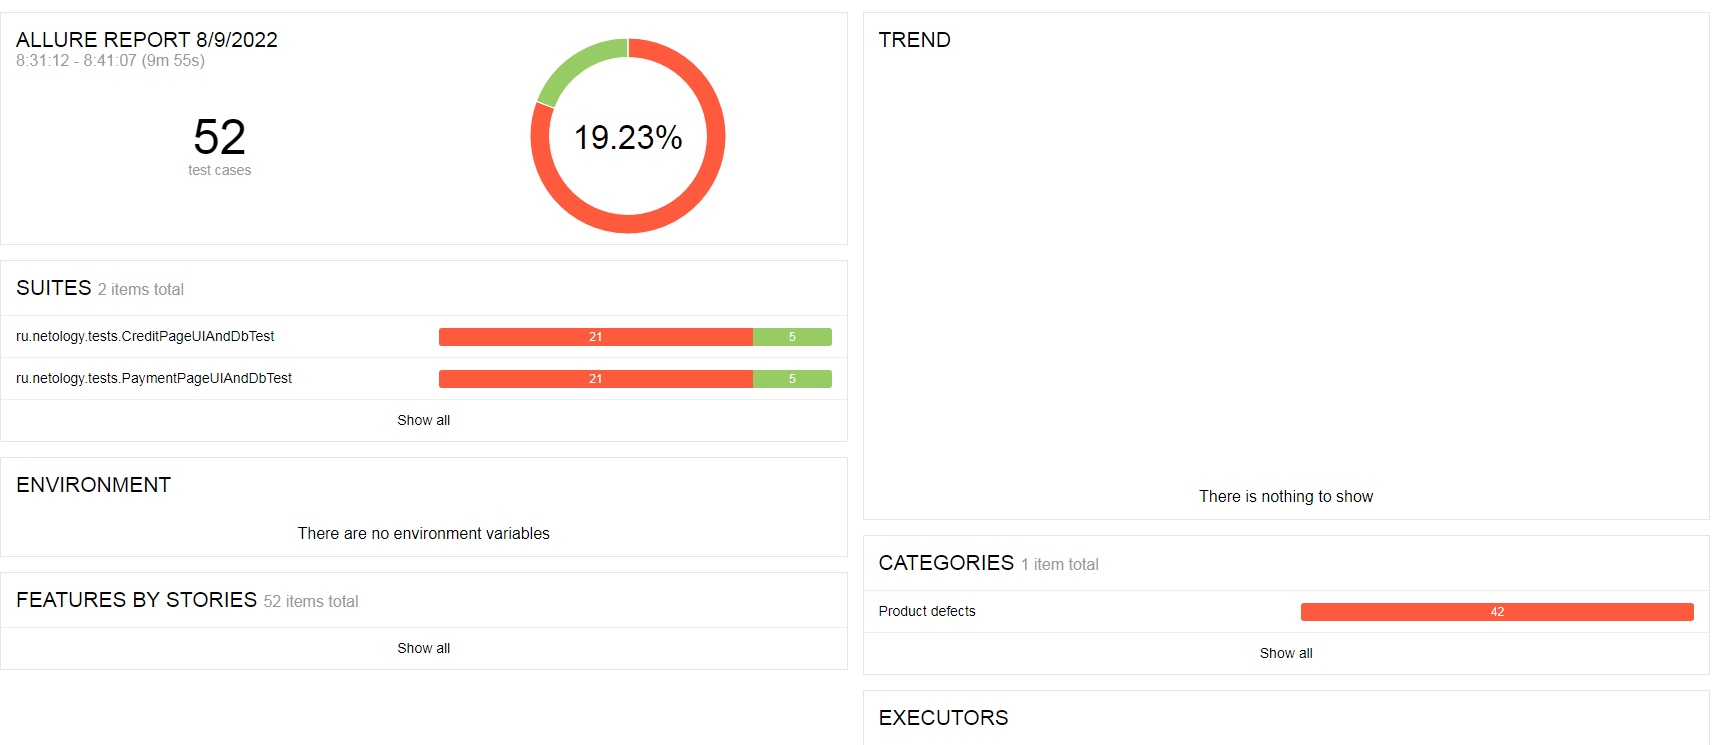 ALLURE REPORT 8/9/2022
8:31:12 - 8:41:07 (9m 55s)
52
test cases
19.23%
SUITES 2 items total
ru.netology.tests.CreditPageUIAndDbTest 21 5
ru.netology.tests.PaymentPageUIAndDbTest 21 5
Show all
ENVIRONMENT
There are no environment variables
FEATURES BY STORIES 52 items total
Show all
TREND
There is nothing to show
CATEGORIES 1 item total
Product defects 42
Show all
EXECUTORS